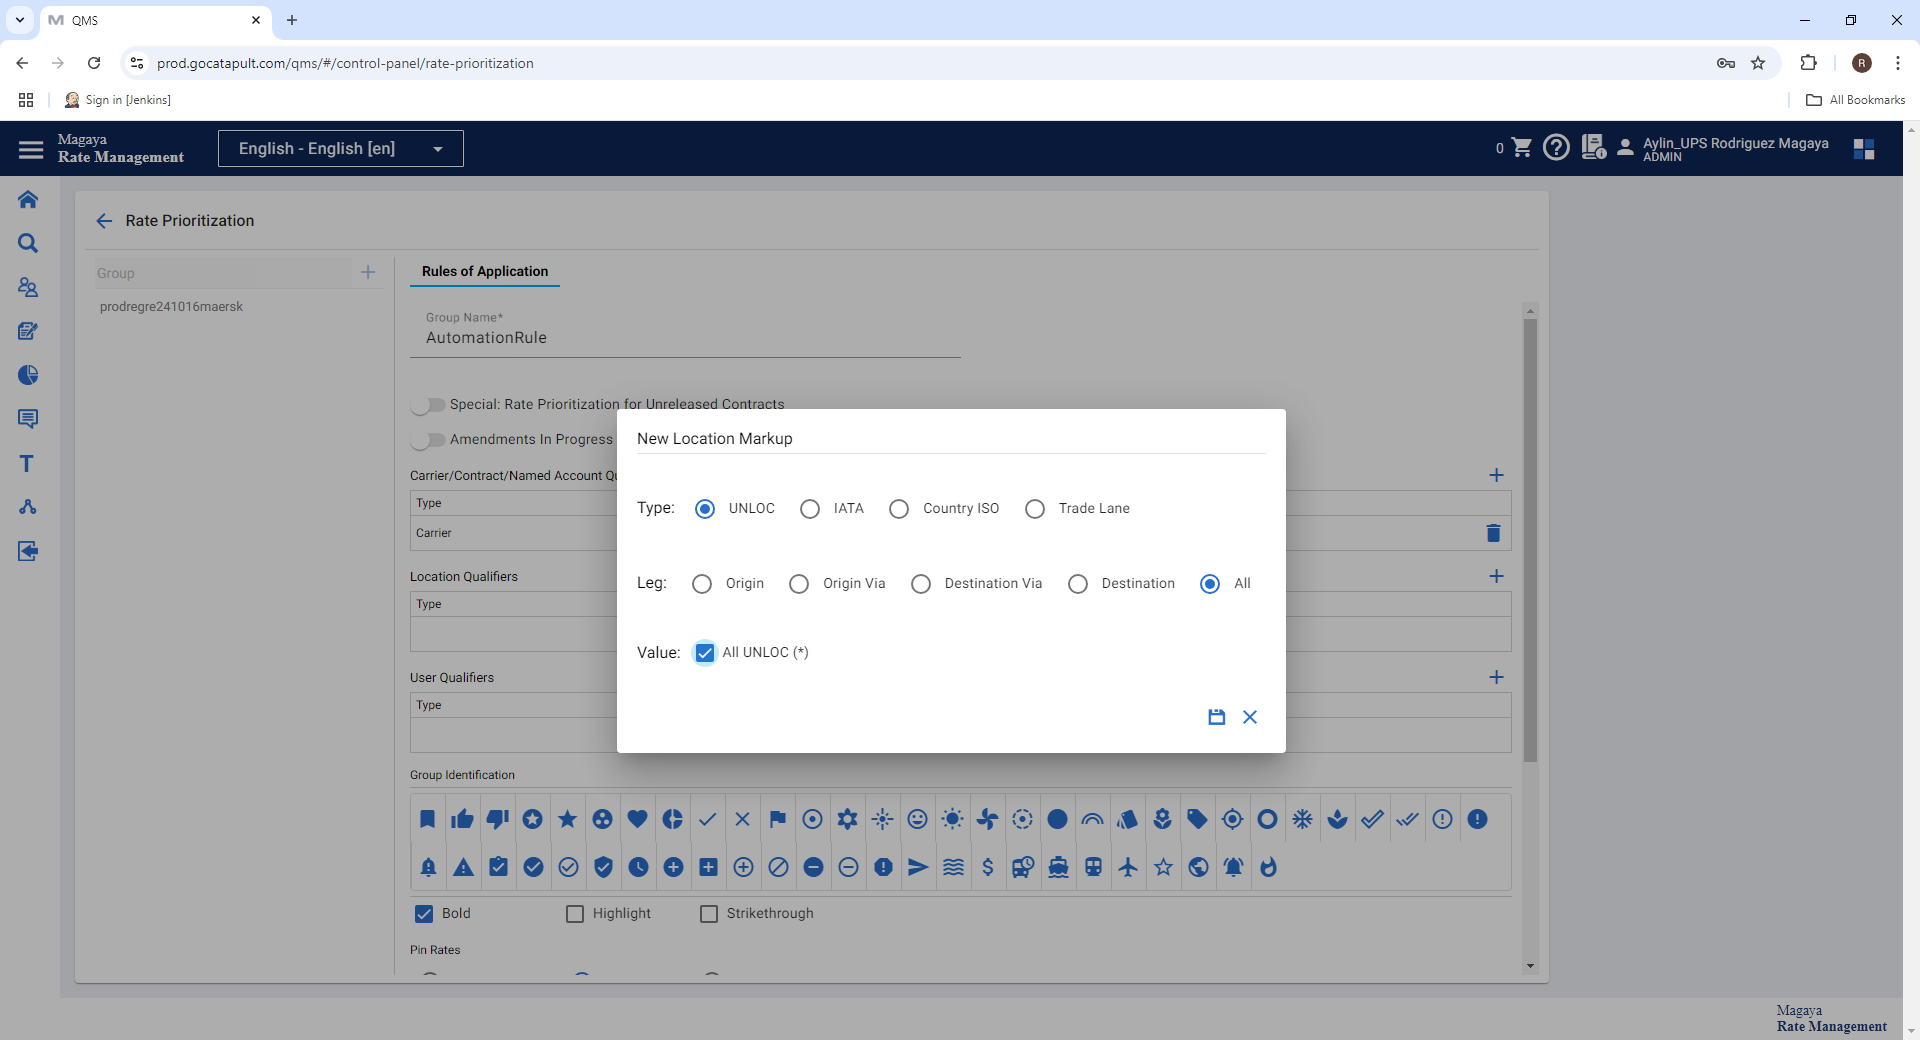 QMS
prod.gocatapult.com/qms/#/control-panel/rate-prioritization
R
Sign in [Jenkins]
All Bookmarks
Magaya
Rate Management
English - English [en]
0
Aylin_UPS Rodriguez Magaya
ADMIN
Rate Prioritization
Group
prodregre241016maersk
Rules of Application
Group Name*
AutomationRule
Special: Rate Prioritization for Unreleased Contracts
Amendments In Progress
Carrier/Contract/Named Account Qu
Type
Carrier
Location Qualifiers
Type
User Qualifiers
Type
New Location Markup
Type: UNLOC IATA Country ISO Trade Lane
Leg: Origin Origin Via Destination Via Destination All
Value: All UNLOC (*)
Group Identification
Bold Highlight Strikethrough
Pin Rates
Magaya
Rate Management